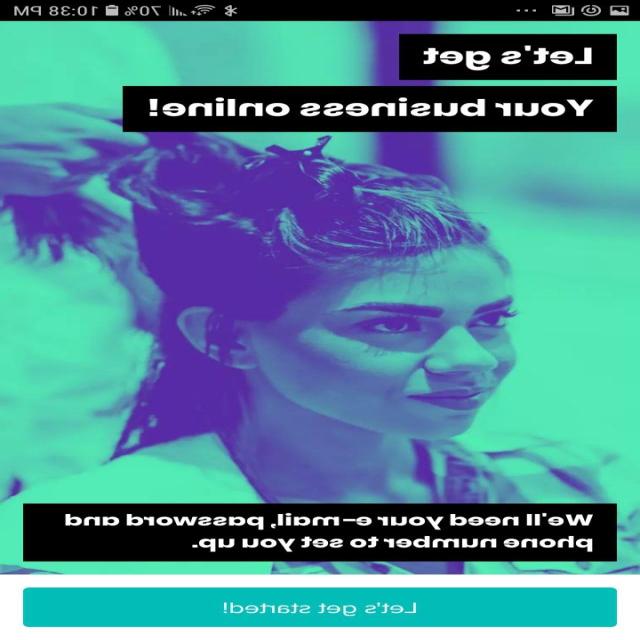 70% 10:38 PM
Let's get
Your business online!
We'll need your e-mail, password and
phone number to set you up.
Let's get started!